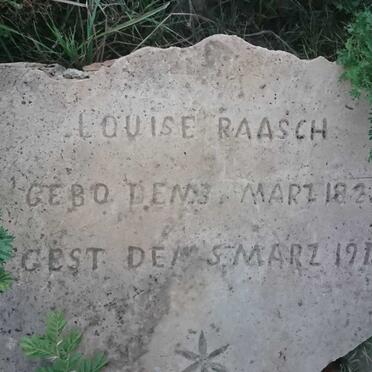 LOUISE RAASCH
GEBO DEN 3. MARZ 182
GEST DEN 5 MARZ 191